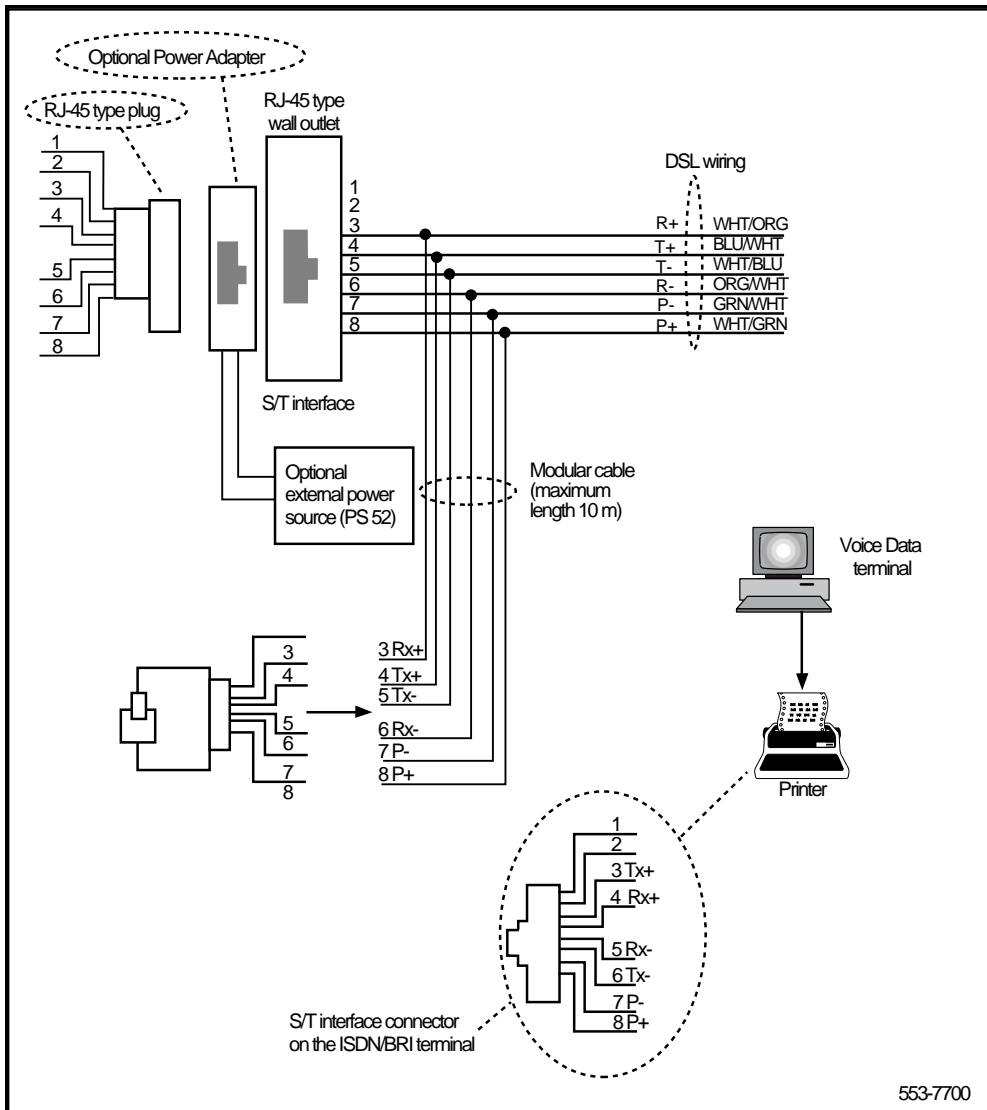 Optional Power Adapter
RJ-45 type plug
RJ-45 type
wall outlet
1
2
3
4
5
6
7
8
1
2
3
4
5
6
7
8
DSL wiring
R+ WHT/ORG
T+ BLU/WHT
T- WHT/BLU
R- ORG/WHT
P- GRN/WHT
P+ WHT/GRN
S/T interface
Optional
external power
source (PS 52)
Modular cable
(maximum
length 10 m)
Voice Data
terminal
Printer
3
4
5
6
7
8
3 Rx+
4 Tx+
5 Tx-
6 Rx-
7 P-
8 P+
1
2
3 Tx+
4 Rx+
5 Rx-
6 Tx-
7 P-
8 P+
S/T interface connector
on the ISDN/BRI terminal
553-7700